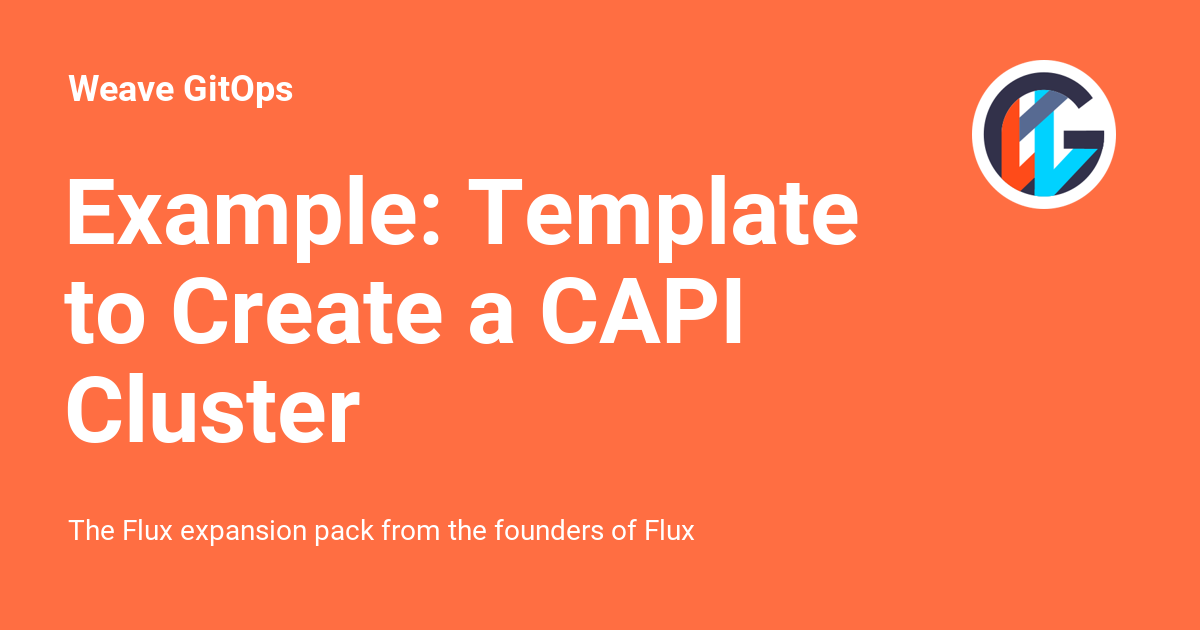 Weave GitOps
Example: Template
to Create a CAPI
Cluster
The Flux expansion pack from the founders of Flux